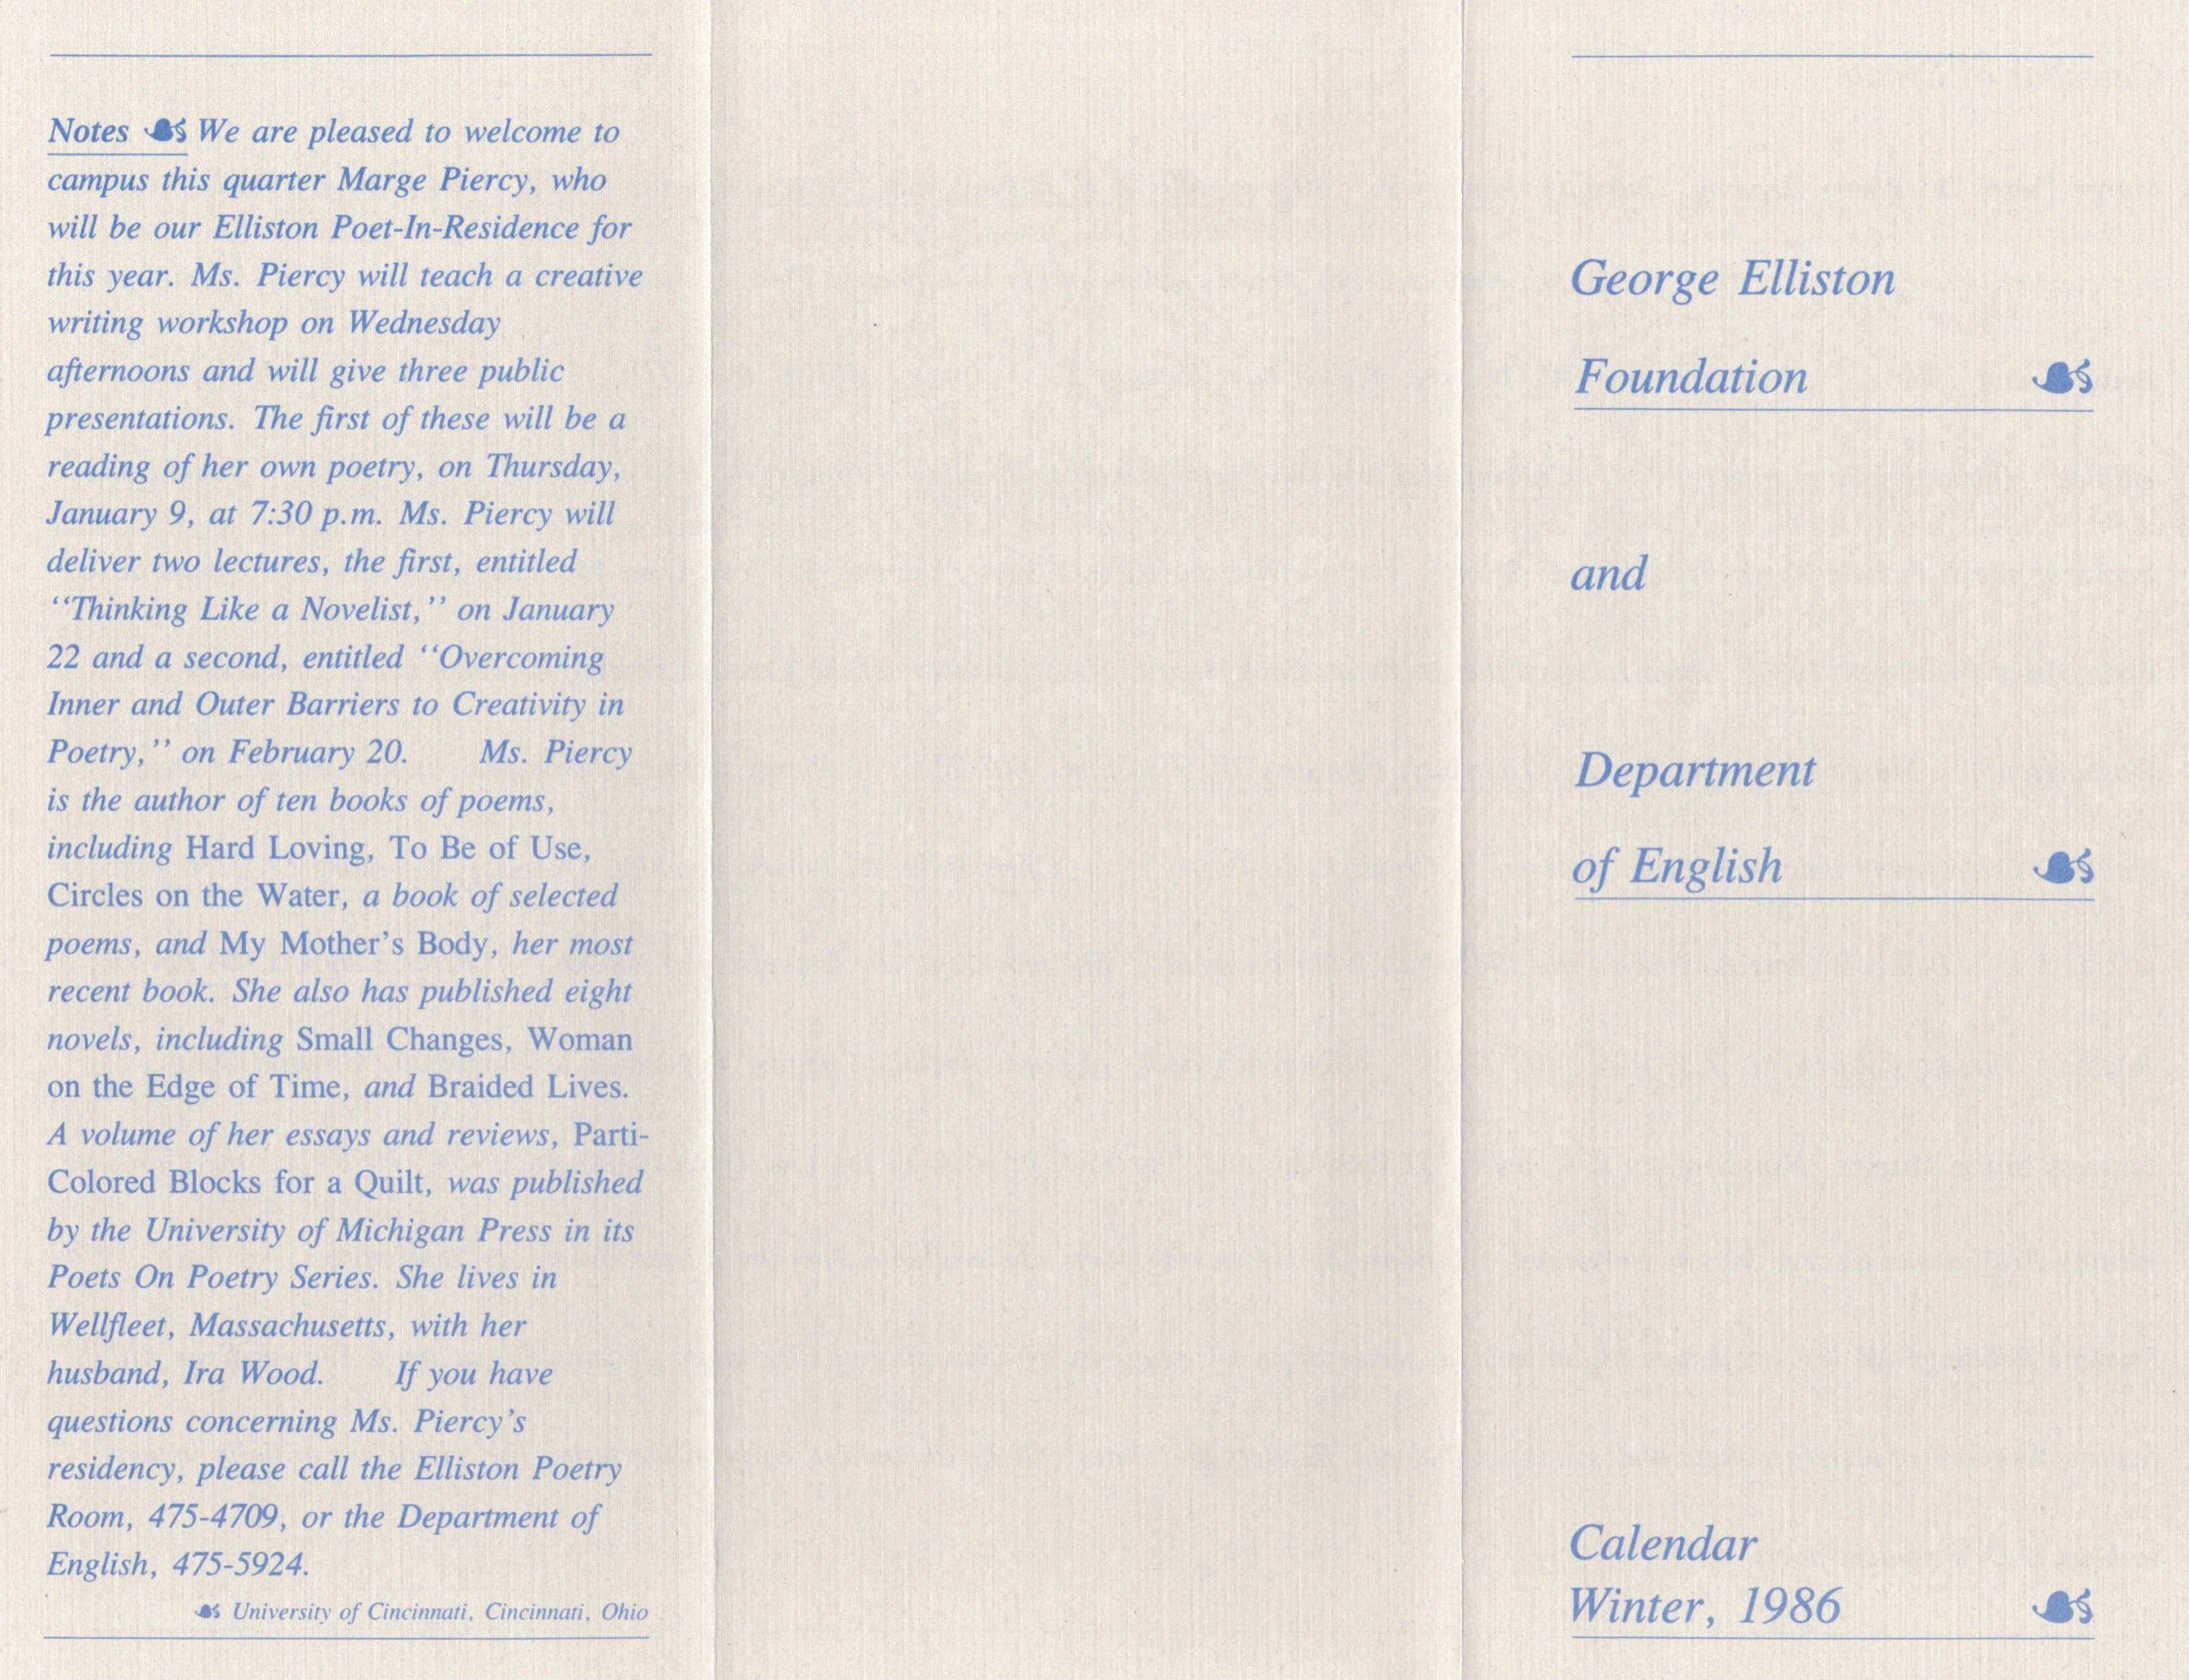 Notes We are pleased to welcome to
campus this quarter Marge Piercy, who
will be our Elliston Poet-In-Residence for
this year. Ms. Piercy will teach a creative
writing workshop on Wednesday
afternoons and will give three public
presentations. The first of these will be a
reading of her own poetry, on Thursday,
January 9, at 7:30 p.m. Ms. Piercy will
deliver two lectures, the first, entitled
‘‘Thinking Like a Novelist,’’ on January
22 and a second, entitled ‘‘Overcoming
Inner and Outer Barriers to Creativity in
Poetry,’’ on February 20. Ms. Piercy
is the author of ten books of poems,
including Hard Loving, To Be of Use,
Circles on the Water, a book of selected
poems, and My Mother’s Body, her most
recent book. She also has published eight
novels, including Small Changes, Woman
on the Edge of Time, and Braided Lives.
A volume of her essays and reviews, Parti-
Colored Blocks for a Quilt, was published
by the University of Michigan Press in its
Poets On Poetry Series. She lives in
Wellfleet, Massachusetts, with her
husband, Ira Wood. If you have
questions concerning Ms. Piercy’s
residency, please call the Elliston Poetry
Room, 475-4709, or the Department of
English, 475-5924.
University of Cincinnati, Cincinnati, Ohio
George Elliston
Foundation
and
Department
of English
Calendar
Winter, 1986